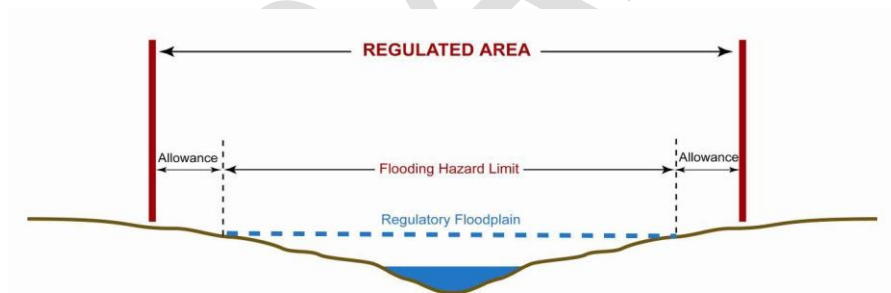 REGULATED AREA
Allowance
Flooding Hazard Limit
Allowance
Regulatory Floodplain